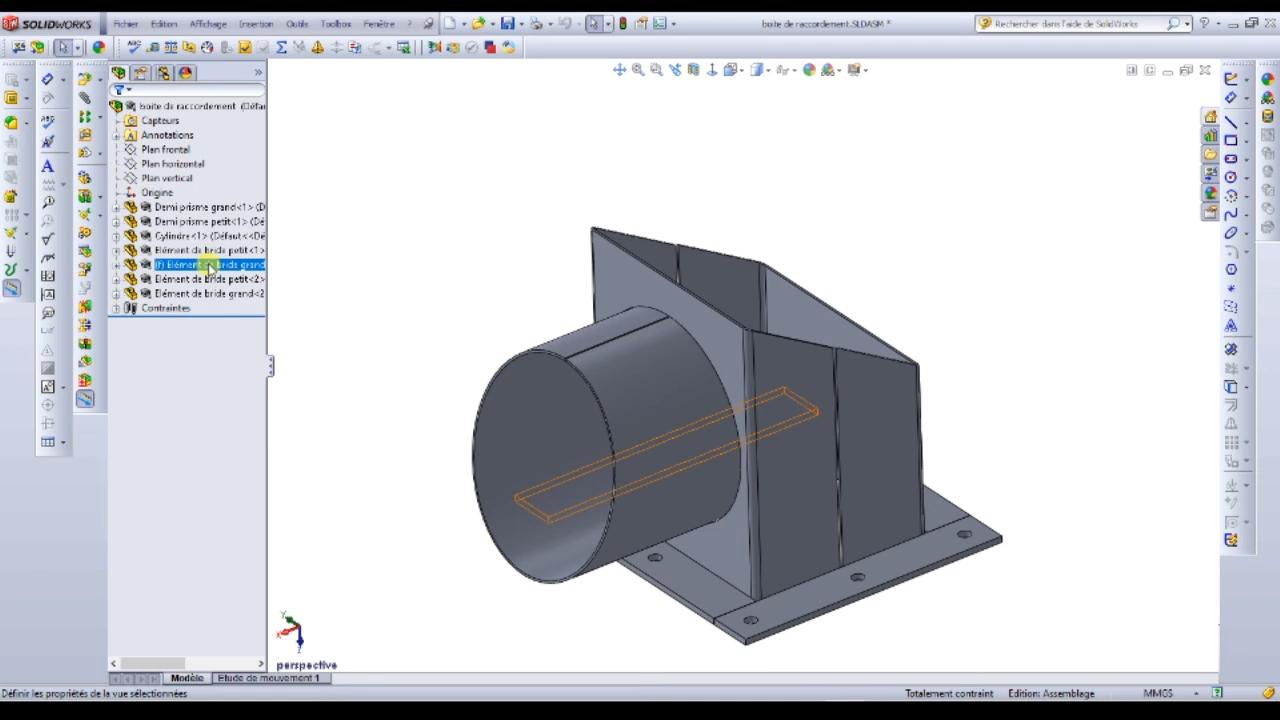 SOLIDWORKS
Fichier Edition Affichage Insertion Outils Toolbox Fenêtre ?
boite de raccordement.SLDASM *
Rechercher dans l'aide de SolidWorks
boite de raccordement (Défau
Capteurs
Annotations
Plan frontal
Plan horizontal
Plan vertical
Origine
Demi prisme grand<1> (D
Demi prisme petit<1> (Dé
Cylindre<1> (Défaut<<Dé
Elément de bride petit<1>
(f) Elément de bride grand
Elément de bride petit<2>
Elément de bride grand<2
Contraintes
Y
X
Z
perspective
Modèle Etude de mouvement 1
Définir les propriétés de la vue sélectionnées
Totalement contraint Edition: Assemblage MMGS